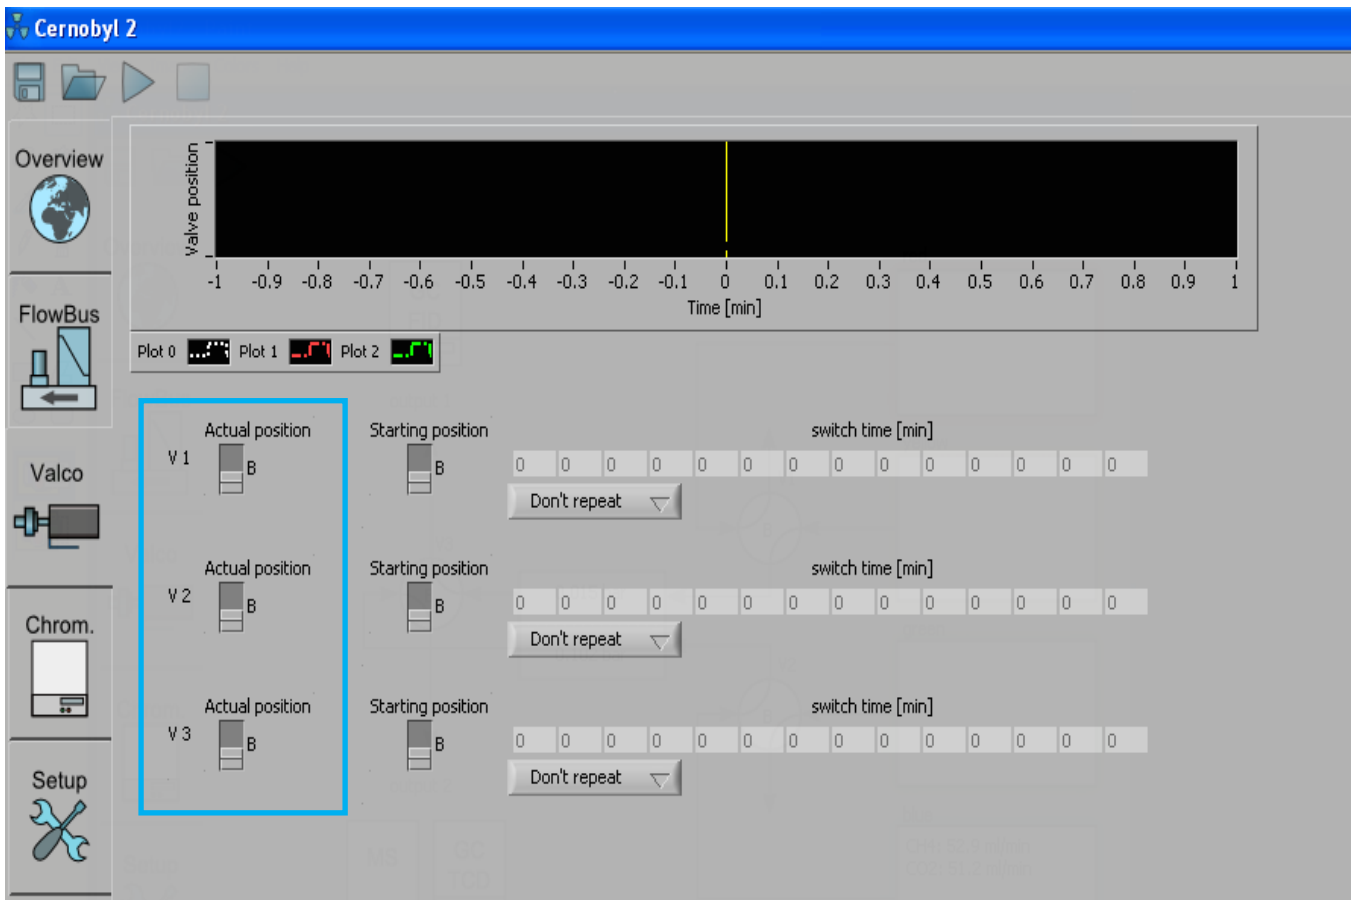 Cernobyl 2
Overview
FlowBus
Valco
Chrom.
Setup
Valve position
-1 -0.9 -0.8 -0.7 -0.6 -0.5 -0.4 -0.3 -0.2 -0.1 0 0.1 0.2 0.3 0.4 0.5 0.6 0.7 0.8 0.9 1
Time [min]
Plot 0 Plot 1 Plot 2
Actual position Starting position switch time [min]
V 1 B B 0 0 0 0 0 0 0 0 0 0 0 0 0 0
Don't repeat
Actual position Starting position switch time [min]
V 2 B B 0 0 0 0 0 0 0 0 0 0 0 0 0 0
Don't repeat
Actual position Starting position switch time [min]
V 3 B B 0 0 0 0 0 0 0 0 0 0 0 0 0 0
Don't repeat
MS GC